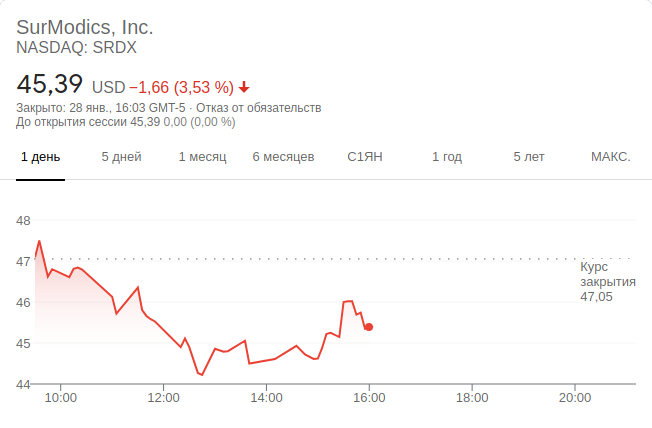 SurModics, Inc.
NASDAQ: SRDX
45,39 USD −1,66 (3,53 %)
Закрыто: 28 янв., 16:03 GMT-5 · Отказ от обязательств
До открытия сессии 45,39 0,00 (0,00 %)
1 день 5 дней 1 месяц 6 месяцев С1ЯН 1 год 5 лет МАКС.
48
47
Курс
закрытия
47,05
46
45
44
10:00 12:00 14:00 16:00 18:00 20:00